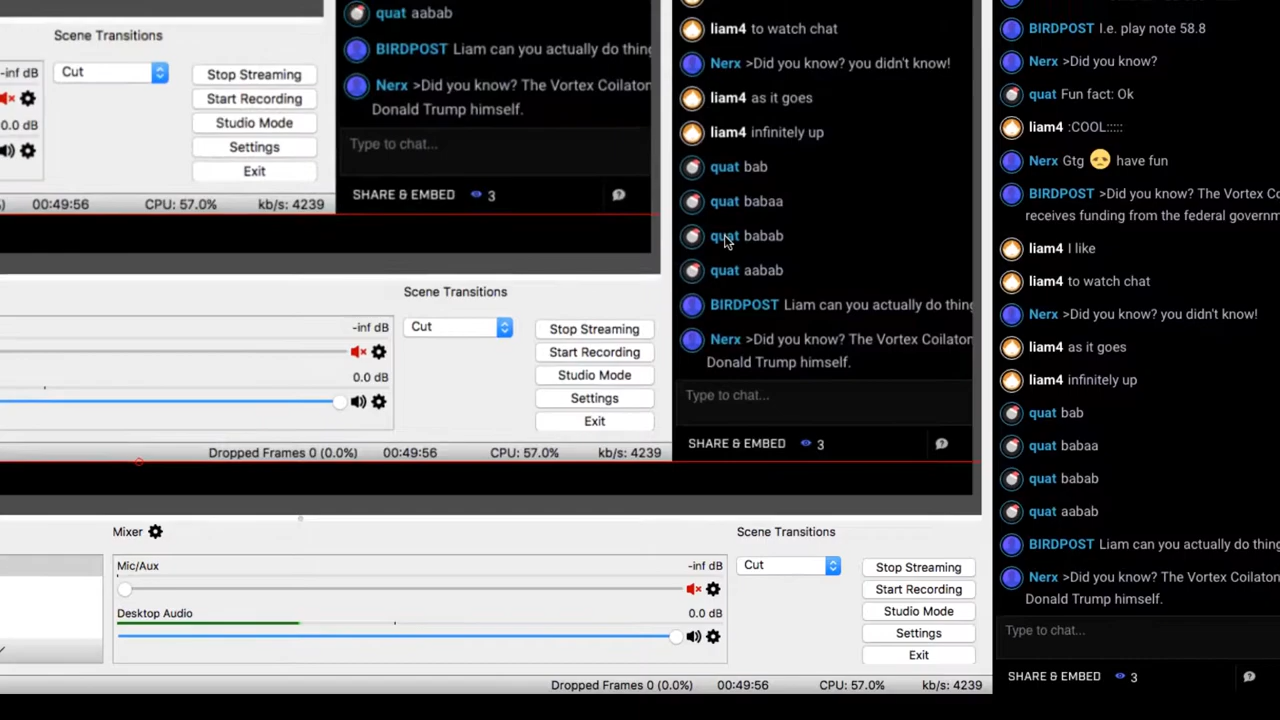 Scene Transitions
-inf dB
Cut
Stop Streaming
Start Recording
0.0 dB
Studio Mode
Settings
Exit
00:49:56
CPU: 57.0%
kb/s: 4239
quat aabab
BIRDPOST Liam can you actually do thing
Nerx >Did you know? The Vortex Coilaton
Donald Trump himself.
Type to chat...
SHARE & EMBED
3
Scene Transitions
-inf dB
Cut
Stop Streaming
Start Recording
0.0 dB
Studio Mode
Settings
Exit
Dropped Frames 0 (0.0%)
00:49:56
CPU: 57.0%
kb/s: 4239
liam4 to watch chat
Nerx >Did you know? you didn't know!
liam4 as it goes
liam4 infinitely up
quat bab
quat babaa
quat babab
quat aabab
BIRDPOST Liam can you actually do thing
Nerx >Did you know? The Vortex Coilaton
Donald Trump himself.
Type to chat...
SHARE & EMBED
3
Mixer
Scene Transitions
Mic/Aux
-inf dB
Cut
Stop Streaming
Start Recording
Desktop Audio
0.0 dB
Studio Mode
Settings
Exit
Dropped Frames 0 (0.0%)
00:49:56
CPU: 57.0%
kb/s: 4239
BIRDPOST I.e. play note 58.8
Nerx >Did you know?
quat Fun fact: Ok
liam4 :COOL:::::
Nerx Gtg 😞 have fun
BIRDPOST >Did you know? The Vortex
receives funding from the federal governm
liam4 I like
liam4 to watch chat
Nerx >Did you know? you didn't know!
liam4 as it goes
liam4 infinitely up
quat bab
quat babaa
quat babab
quat aabab
BIRDPOST Liam can you actually do thing
Nerx >Did you know? The Vortex Coilaton
Donald Trump himself.
Type to chat...
SHARE & EMBED
3